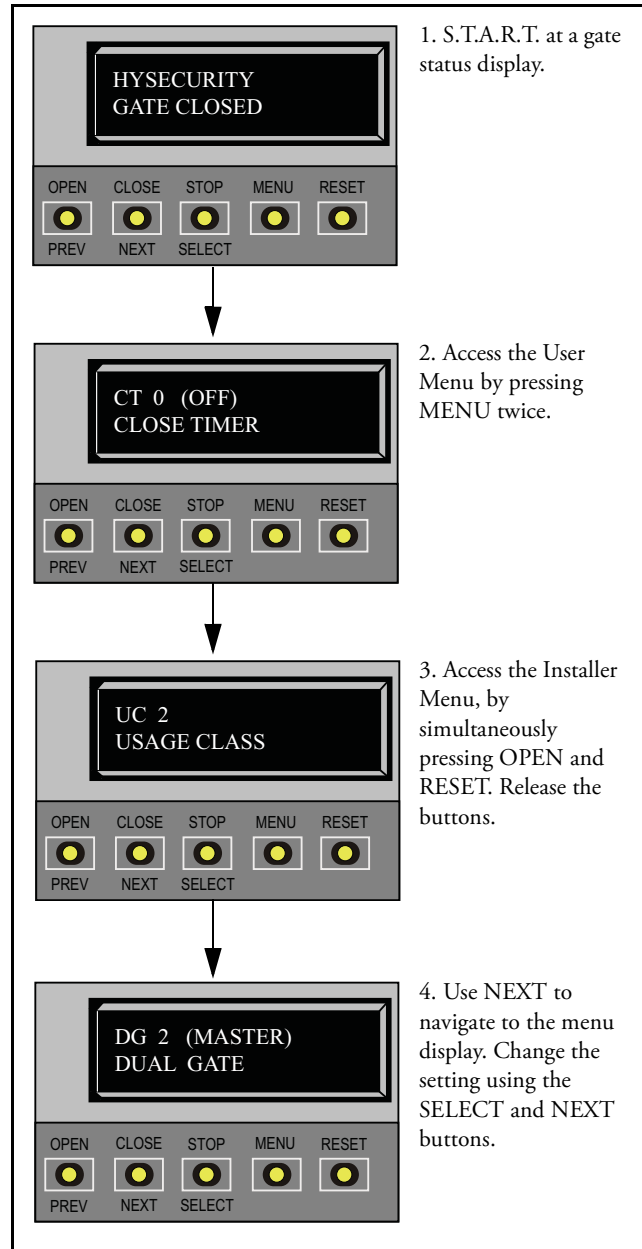 HYSECURITY
GATE CLOSED
OPEN CLOSE STOP MENU RESET
PREV NEXT SELECT
1. S.T.A.R.T. at a gate
status display.
CT 0 (OFF)
CLOSE TIMER
OPEN CLOSE STOP MENU RESET
PREV NEXT SELECT
2. Access the User
Menu by pressing
MENU twice.
UC 2
USAGE CLASS
OPEN CLOSE STOP MENU RESET
PREV NEXT SELECT
3. Access the Installer
Menu, by
simultaneously
pressing OPEN and
RESET. Release the
buttons.
DG 2 (MASTER)
DUAL GATE
OPEN CLOSE STOP MENU RESET
PREV NEXT SELECT
4. Use NEXT to
navigate to the menu
display. Change the
setting using the
SELECT and NEXT
buttons.